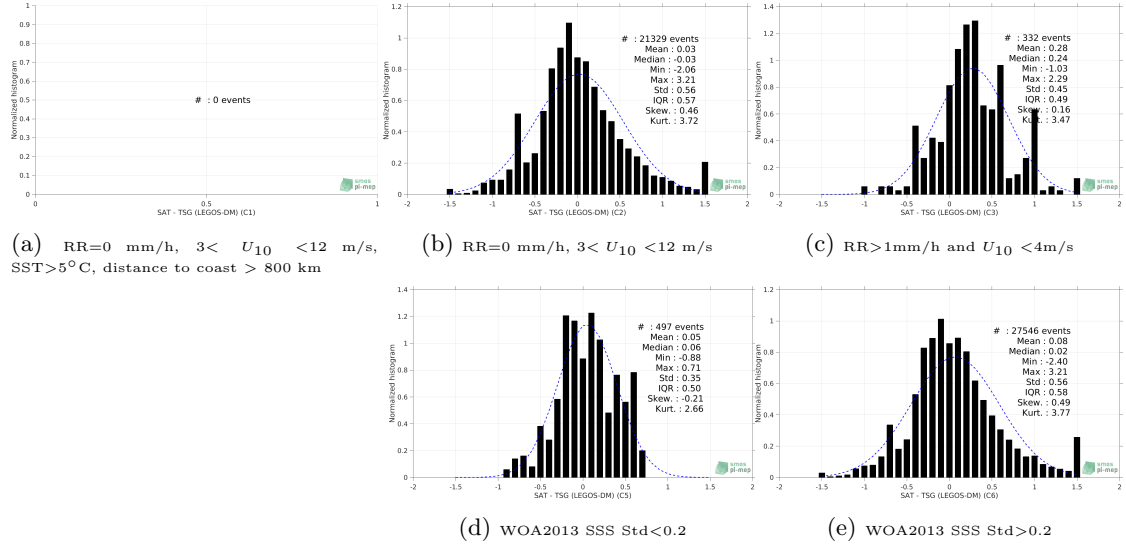 1
0.9
0.8
0.7
0.6
0.5
0.4
0.3
0.2
0.1
0
Normalized histogram
# : 0 events
0 0.5 1
SAT - TSG (LEGOS-DM) (C1)
smos
pi-mep
(a) RR=0 mm/h, 3< U10 <12 m/s,
SST>5°C, distance to coast > 800 km
1.4
1.2
1
0.8
0.6
0.4
0.2
0
Normalized histogram
# : 21329 events
Mean : 0.03
Median : -0.03
Min : -2.06
Max : 3.21
Std : 0.56
IQR : 0.57
Skew. : 0.46
Kurt. : 3.72
-2 -1.5 -1 -0.5 0 0.5 1 1.5 2
SAT - TSG (LEGOS-DM) (C2)
smos
pi-mep
(b) RR=0 mm/h, 3< U10 <12 m/s
1.4
1.2
1
0.8
0.6
0.4
0.2
0
Normalized histogram
# : 332 events
Mean : 0.28
Median : 0.24
Min : -1.03
Max : 2.29
Std : 0.45
IQR : 0.49
Skew. : 0.16
Kurt. : 3.47
-2 -1.5 -1 -0.5 0 0.5 1 1.5 2
SAT - TSG (LEGOS-DM) (C3)
smos
pi-mep
(c) RR>1mm/h and U10 <4m/s
1.4
1.2
1
0.8
0.6
0.4
0.2
0
Normalized histogram
# : 497 events
Mean : 0.05
Median : 0.06
Min : -0.88
Max : 0.71
Std : 0.35
IQR : 0.50
Skew. : -0.21
Kurt. : 2.66
-2 -1.5 -1 -0.5 0 0.5 1 1.5 2
SAT - TSG (LEGOS-DM) (C5)
smos
pi-mep
(d) WOA2013 SSS Std<0.2
1.2
1
0.8
0.6
0.4
0.2
0
Normalized histogram
# : 27546 events
Mean : 0.08
Median : 0.02
Min : -2.40
Max : 3.21
Std : 0.56
IQR : 0.58
Skew. : 0.49
Kurt. : 3.77
-2 -1.5 -1 -0.5 0 0.5 1 1.5 2
SAT - TSG (LEGOS-DM) (C6)
smos
pi-mep
(e) WOA2013 SSS Std>0.2